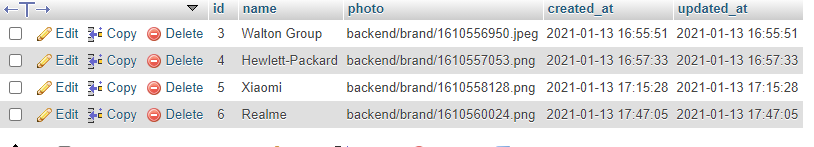 id name photo created_at updated_at
Edit Copy Delete 3 Walton Group backend/brand/1610556950.jpeg 2021-01-13 16:55:51 2021-01-13 16:55:51
Edit Copy Delete 4 Hewlett-Packard backend/brand/1610557053.png 2021-01-13 16:57:33 2021-01-13 16:57:33
Edit Copy Delete 5 Xiaomi backend/brand/1610558128.png 2021-01-13 17:15:28 2021-01-13 17:15:28
Edit Copy Delete 6 Realme backend/brand/1610560024.png 2021-01-13 17:47:05 2021-01-13 17:47:05